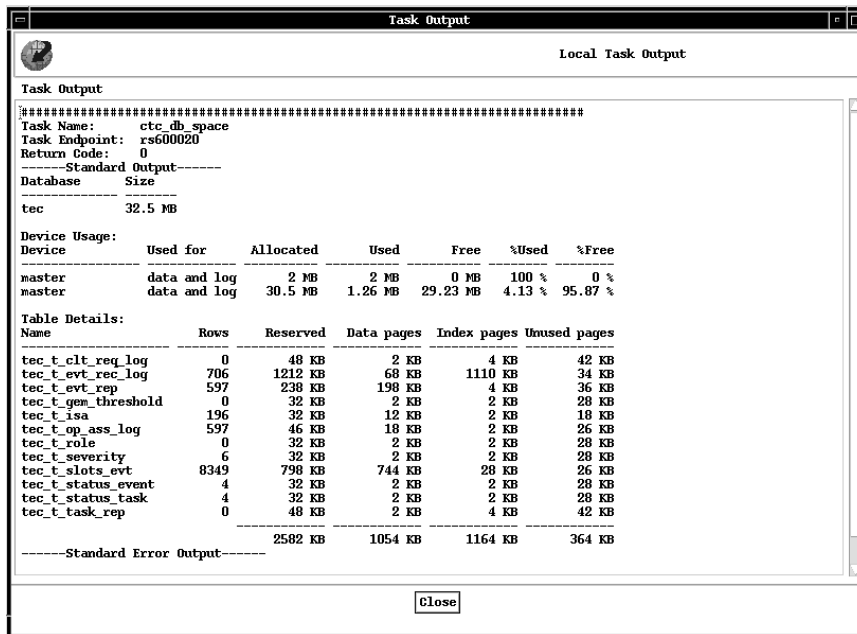 Task Output
Local Task Output
Task Output
################################################################################
Task Name:      ctc_db_space
Task Endpoint:  rs600020
Return Code:    0
------Standard Output------
Database      Size
------------- -------
tec           32.5 MB
Device Usage:
Device           Used for      Allocated       Used       Free    %Used    %Free
---------------- ------------ ---------- ---------- ---------- -------- --------
master           data and log       2 MB       2 MB       0 MB    100 %      0 %
master           data and log    30.5 MB    1.26 MB   29.23 MB   4.13 %  95.87 %
Table Details:
Name                    Rows     Reserved   Data pages  Index pages Unused pages
-------------------- ------- ------------ ------------ ------------ ------------
tec_t_clt_req_log          0        48 KB         2 KB         4 KB        42 KB
tec_t_evt_rec_log        706      1212 KB        68 KB      1110 KB        34 KB
tec_t_evt_rep            597       238 KB       198 KB         4 KB        36 KB
tec_t_gem_threshold        0        32 KB         2 KB         2 KB        28 KB
tec_t_isa                196        32 KB        12 KB         2 KB        18 KB
tec_t_op_ass_log         597        46 KB        18 KB         2 KB        26 KB
tec_t_role                 0        32 KB         2 KB         2 KB        28 KB
tec_t_severity             6        32 KB         2 KB         2 KB        28 KB
tec_t_slots_evt         8349       798 KB       744 KB        28 KB        26 KB
tec_t_status_event         4        32 KB         2 KB         2 KB        28 KB
tec_t_status_task          4        32 KB         2 KB         2 KB        28 KB
tec_t_task_rep             0        48 KB         2 KB         4 KB        42 KB
------------ ------------ ------------ ------------
2582 KB      1054 KB      1164 KB       364 KB
------Standard Error Output------
Close